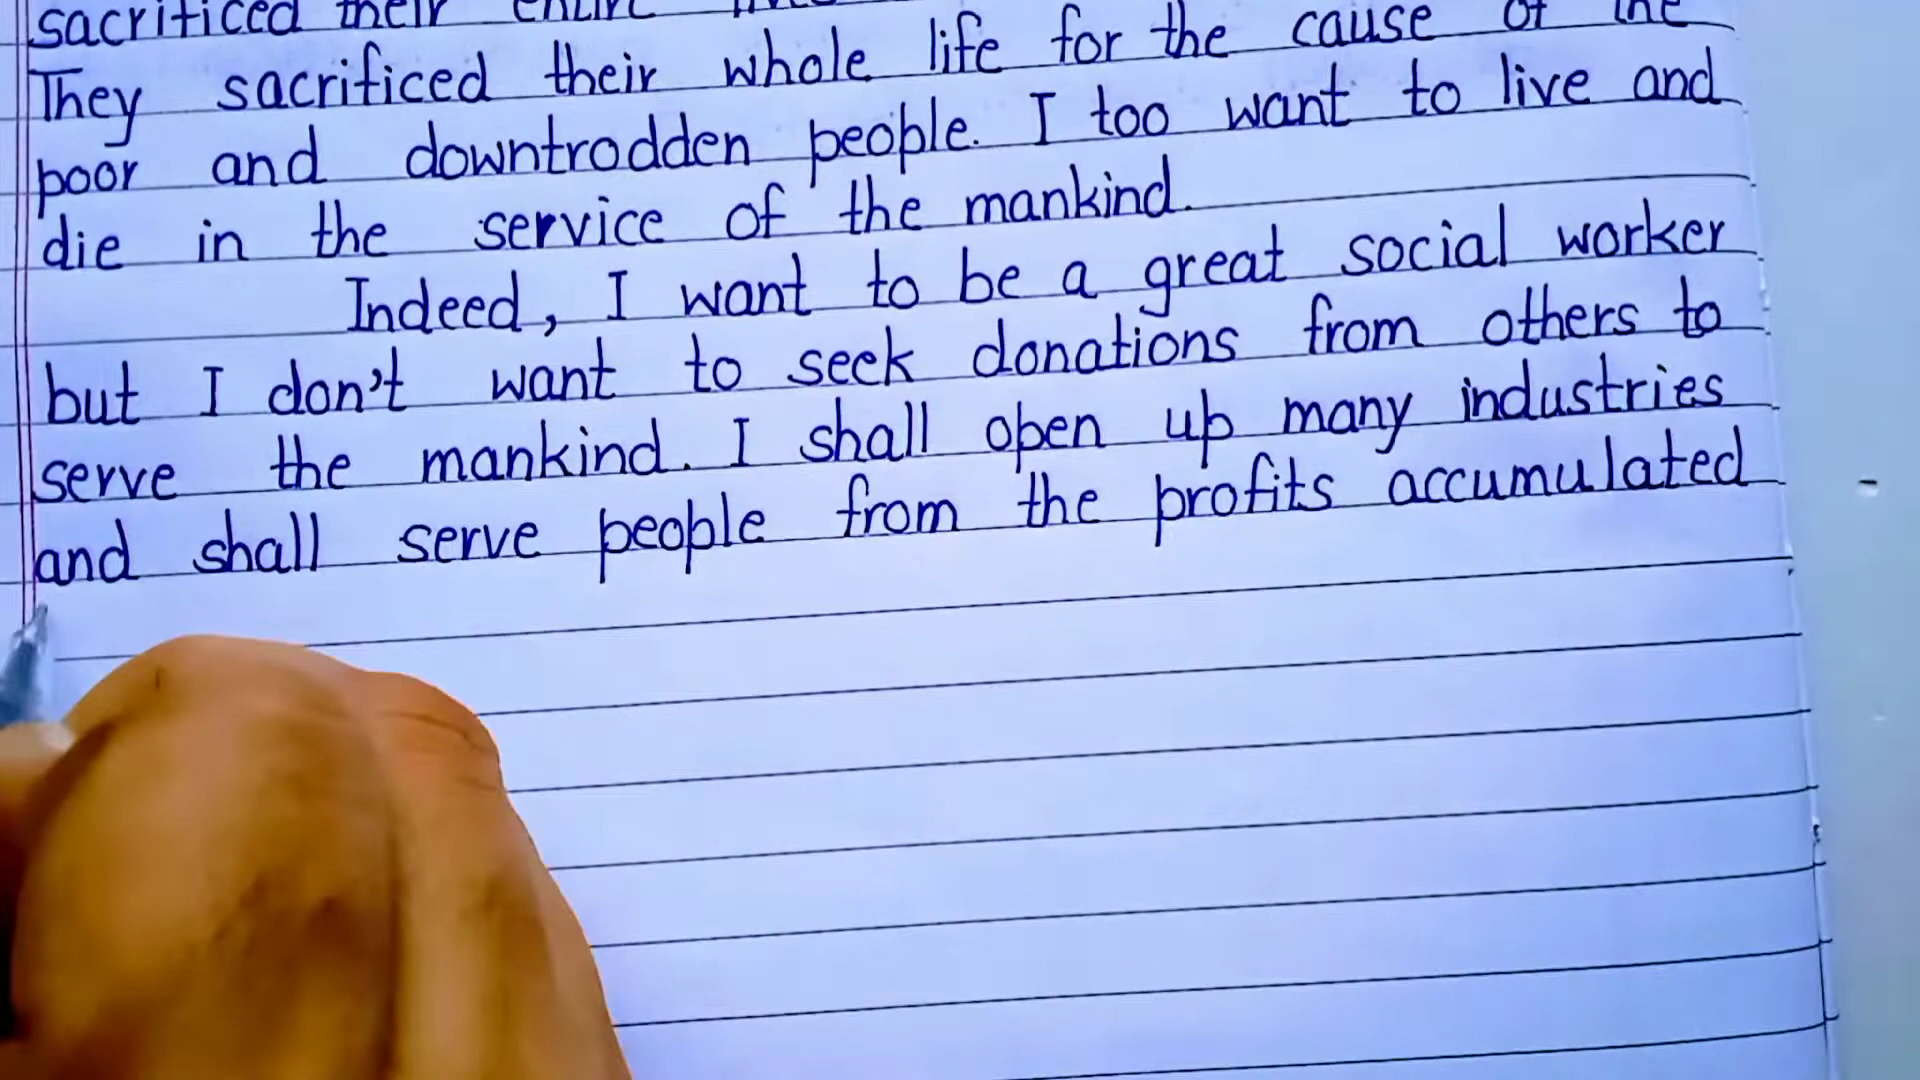 sacrificed their entire lives
They sacrificed their whole life for the cause of the
poor and downtrodden people. I too want to live and
die in the service of the mankind.
Indeed, I want to be a great social worker
but I don't want to seek donations from others to
serve the mankind. I shall open up many industries
and shall serve people from the profits accumulated